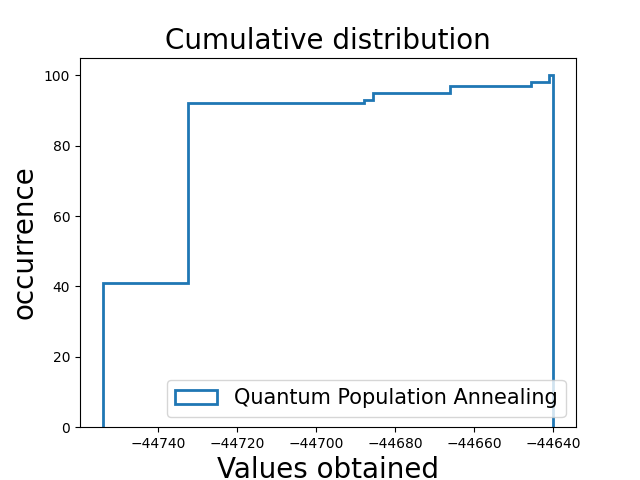 Cumulative distribution
occurrence
100
80
60
40
20
0
Quantum Population Annealing
−44740 −44720 −44700 −44680 −44660 −44640
Values obtained